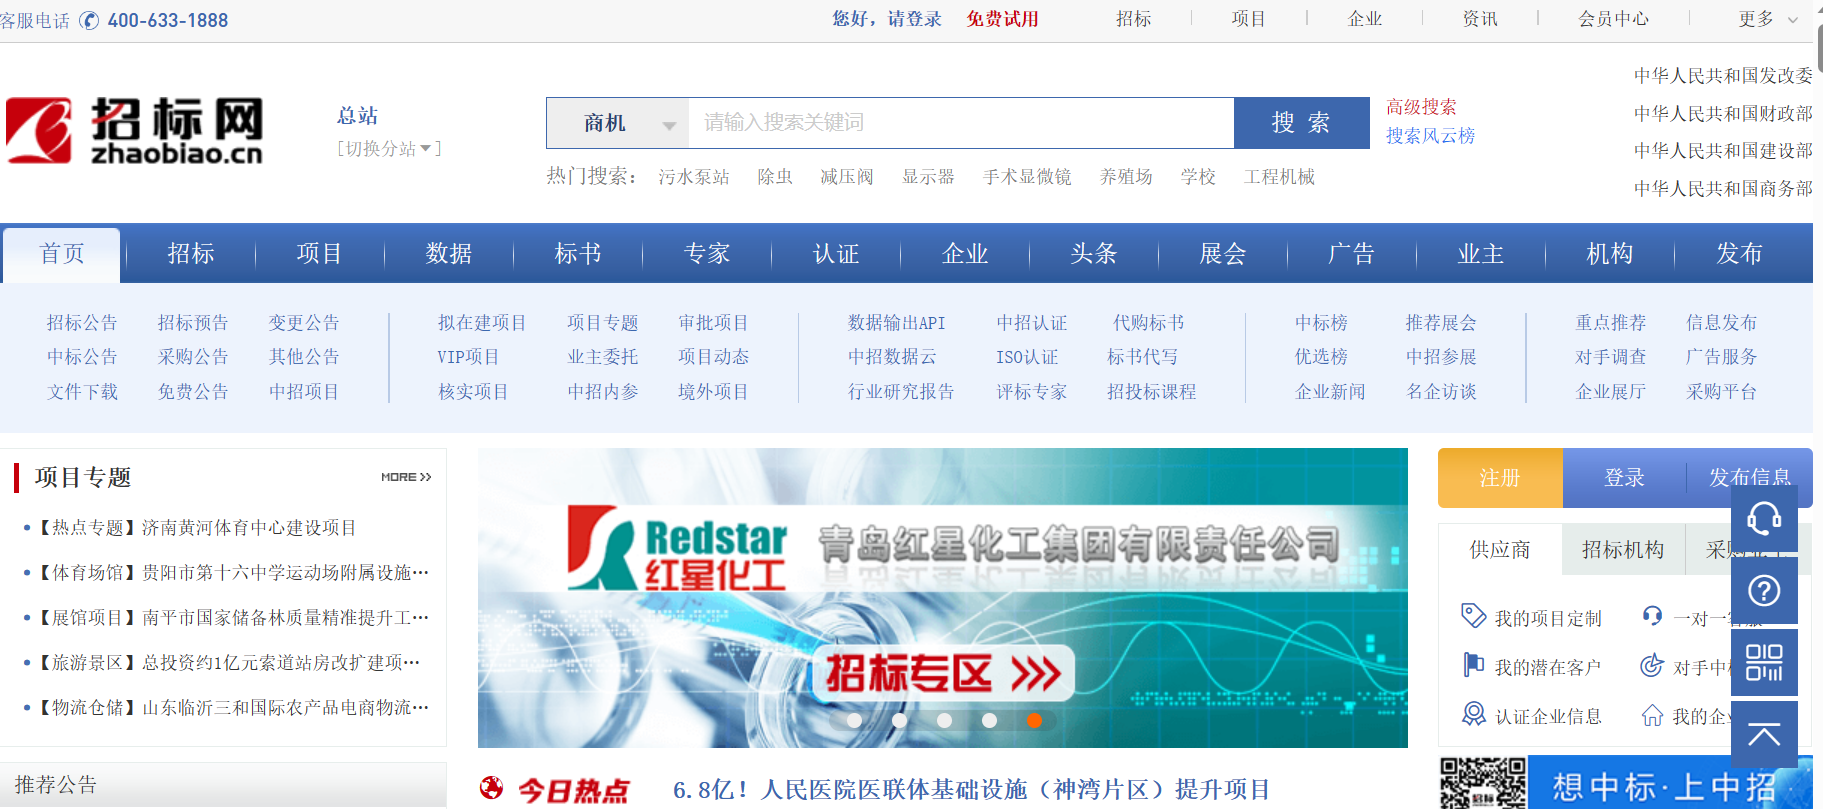 客服电话 400-633-1888
您好，请登录 免费试用 招标 项目 企业 资讯 会员中心 更多
招标网
zhaobiao.cn
总站
[切换分站]
商机 请输入搜索关键词 搜 索
高级搜索
搜索风云榜
热门搜索： 污水泵站 除虫 减压阀 显示器 手术显微镜 养殖场 学校 工程机械
中华人民共和国发改委
中华人民共和国财政部
中华人民共和国建设部
中华人民共和国商务部
首页 招标 项目 数据 标书 专家 认证 企业 头条 展会 广告 业主 机构 发布
招标公告 招标预告 变更公告 拟在建项目 项目专题 审批项目 数据输出API 中招认证 代购标书 中标榜 推荐展会 重点推荐 信息发布
中标公告 采购公告 其他公告 VIP项目 业主委托 项目动态 中招数据云 ISO认证 标书代写 优选榜 中招参展 对手调查 广告服务
文件下载 免费公告 中招项目 核实项目 中招内参 境外项目 行业研究报告 评标专家 招投标课程 企业新闻 名企访谈 企业展厅 采购平台
项目专题 MORE
【热点专题】济南黄河体育中心建设项目
【体育场馆】贵阳市第十六中学运动场附属设施…
【展馆项目】南平市国家储备林质量精准提升工…
【旅游景区】总投资约1亿元索道站房改扩建项…
【物流仓储】山东临沂三和国际农产品电商物流…
推荐公告
Redstar
红星化工
青岛红星化工集团有限责任公司
招标专区
今日热点 6.8亿！人民医院医联体基础设施（神湾片区）提升项目
注册 登录 发布信息
供应商 招标机构 采
我的项目定制 一对一
我的潜在客户 对手中
认证企业信息 我的企
招标
想中标·上中招